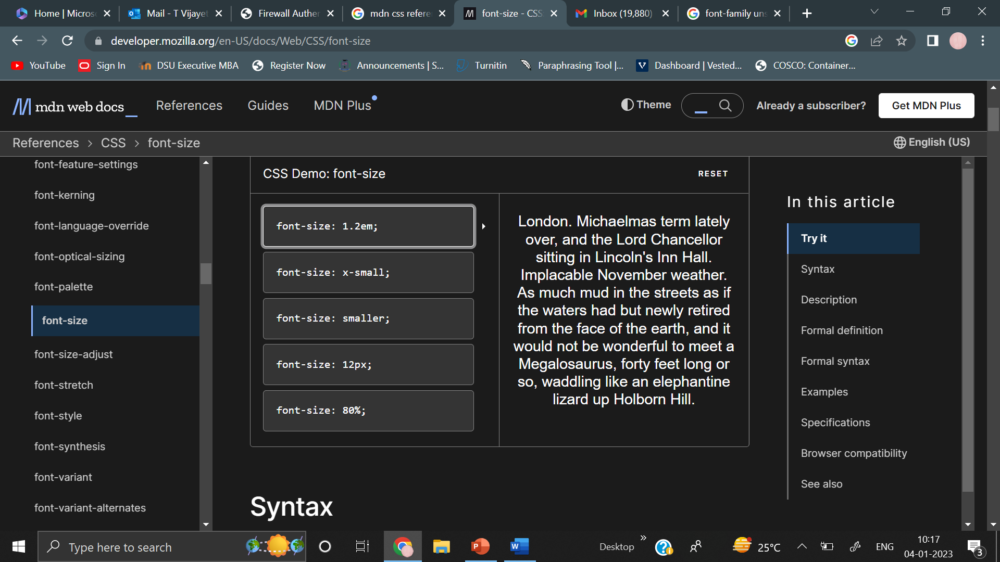 Home | Micros
Mail - T Vijayet
Firewall Auther
mdn css refere
font-size - CSS
Inbox (19,880)
font-family uns
developer.mozilla.org/en-US/docs/Web/CSS/font-size
YouTube
Sign In
DSU Executive MBA
Register Now
Announcements | S...
Turnitin
Paraphrasing Tool |...
Dashboard | Vested...
COSCO: Container...
mdn web docs_
References
Guides
MDN Plus
Theme
Already a subscriber?
Get MDN Plus
References > CSS > font-size
English (US)
font-feature-settings
font-kerning
font-language-override
font-optical-sizing
font-palette
font-size
font-size-adjust
font-stretch
font-style
font-synthesis
font-variant
font-variant-alternates
CSS Demo: font-size
RESET
font-size: 1.2em;
font-size: x-small;
font-size: smaller;
font-size: 12px;
font-size: 80%;
London. Michaelmas term lately
over, and the Lord Chancellor
sitting in Lincoln's Inn Hall.
Implacable November weather.
As much mud in the streets as if
the waters had but newly retired
from the face of the earth, and it
would not be wonderful to meet a
Megalosaurus, forty feet long or
so, waddling like an elephantine
lizard up Holborn Hill.
Syntax
In this article
Try it
Syntax
Description
Formal definition
Formal syntax
Examples
Specifications
Browser compatibility
See also
Type here to search
Desktop
25°C
ENG
10:17
04-01-2023
3